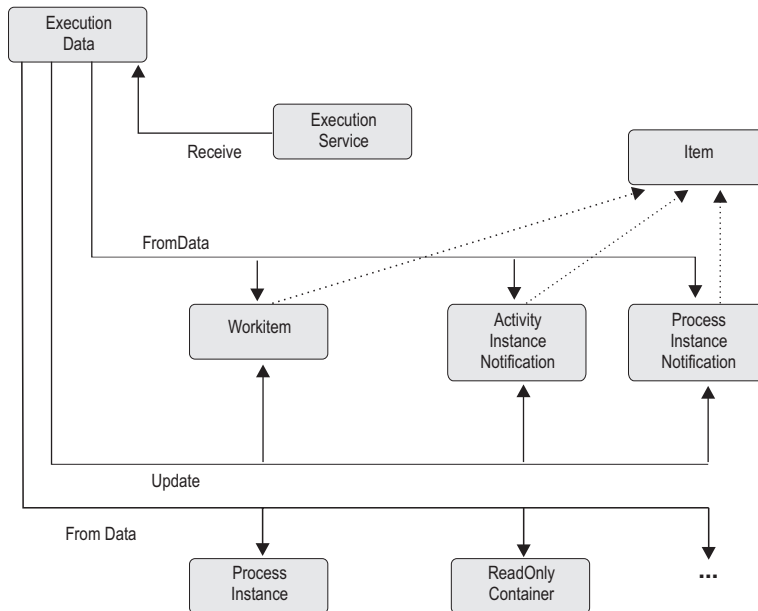 Execution
Data
Execution
Service
Receive
Item
FromData
Workitem
Activity
Instance
Notification
Process
Instance
Notification
Update
From Data
Process
Instance
ReadOnly
Container
...